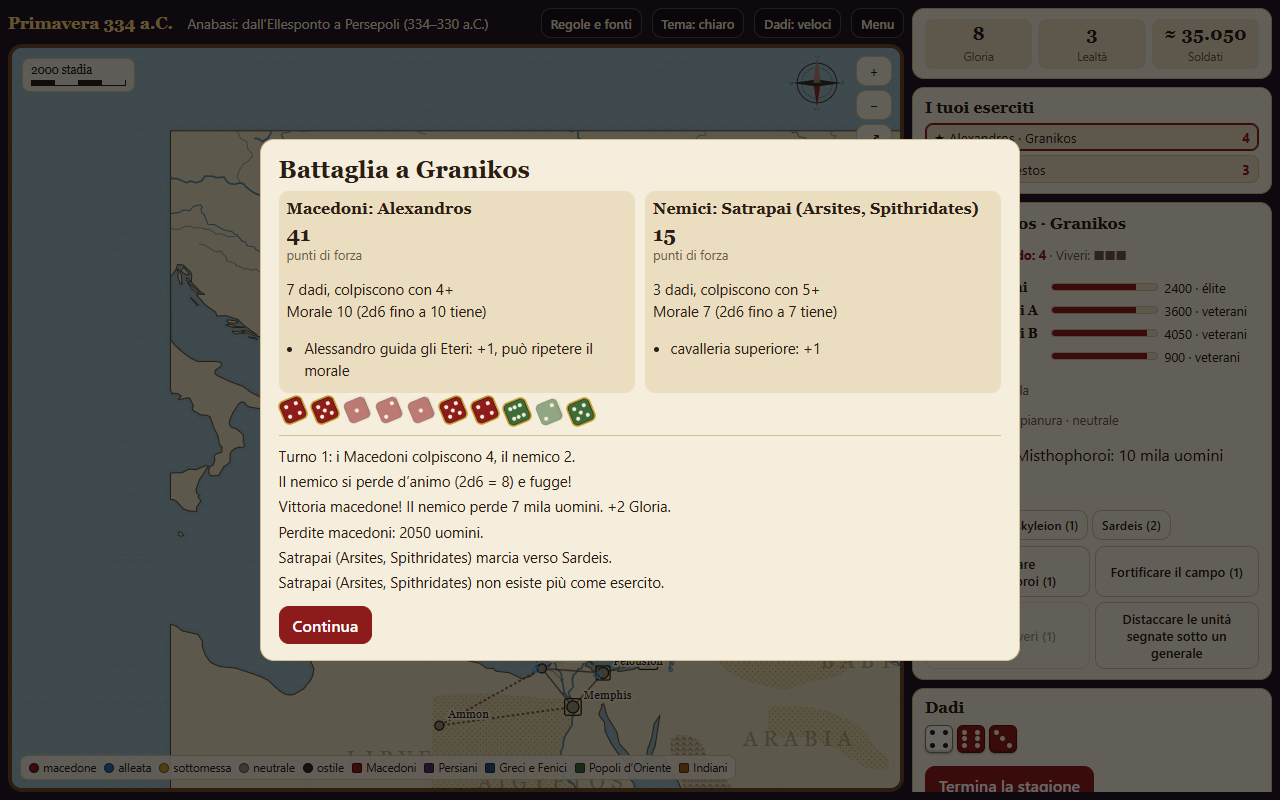 Primavera 334 a.C.
Anabasi: dall'Ellesponto a Persepoli (334–330 a.C.)
Regole e fonti
Tema: chiaro
Dadi: veloci
Menu
8
Gloria
3
Lealtà
≈ 35.050
Soldati
2000 stadia
+
−
I tuoi eserciti
★ Alexandros · Granikos
4
3
Battaglia a Granikos
Macedoni: Alexandros
41
punti di forza
7 dadi, colpiscono con 4+
Morale 10 (2d6 fino a 10 tiene)
• Alessandro guida gli Eteri: +1, può ripetere il
morale
Nemici: Satrapai (Arsites, Spithridates)
15
punti di forza
3 dadi, colpiscono con 5+
Morale 7 (2d6 fino a 7 tiene)
• cavalleria superiore: +1
Turno 1: i Macedoni colpiscono 4, il nemico 2.
Il nemico si perde d'animo (2d6 = 8) e fugge!
Vittoria macedone! Il nemico perde 7 mila uomini. +2 Gloria.
Perdite macedoni: 2050 uomini.
Satrapai (Arsites, Spithridates) marcia verso Sardeis.
Satrapai (Arsites, Spithridates) non esiste più come esercito.
Continua
· Granikos
4 · Viveri:
2400 · élite
A
3600 · veterani
B
4050 · veterani
900 · veterani
pianura · neutrale
Misthophoroi: 10 mila uomini
(1)
Sardeis (2)
(1)
Fortificare il campo (1)
(1)
Distaccare le unità
segnate sotto un
generale
Dadi
Termina la stagione
Memphis
Ammon
ARABIA
macedone
alleata
sottomessa
neutrale
ostile
Macedoni
Persiani
Greci e Fenici
Popoli d'Oriente
Indiani